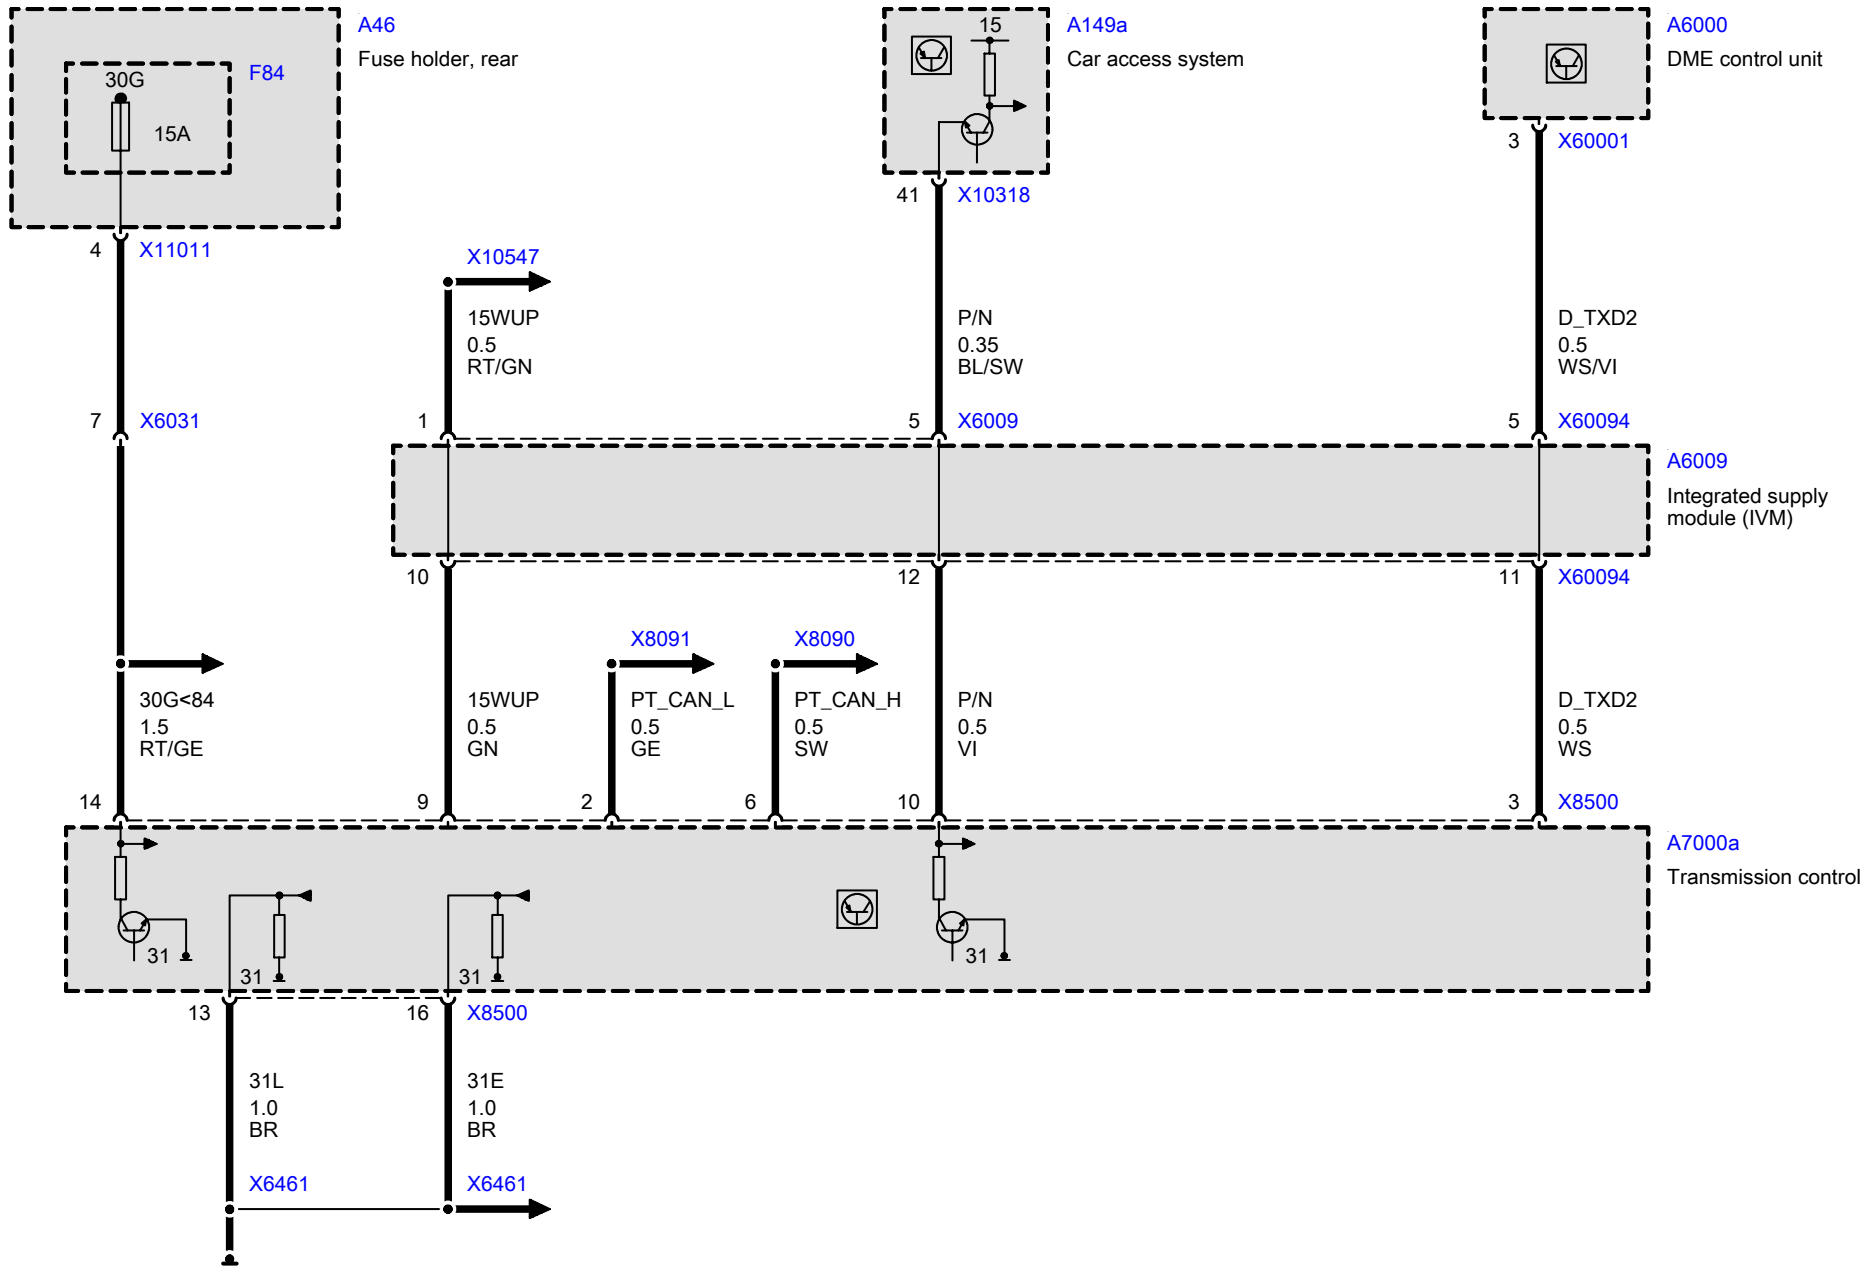 A46
Fuse holder, rear
F84
30G
15A
4 X11011
15
A149a
Car access system
41 X10318
A6000
DME control unit
3 X60001
X10547
15WUP
0.5
RT/GN
P/N
0.35
BL/SW
D_TXD2
0.5
WS/VI
7 X6031
1
5 X6009
5 X60094
A6009
Integrated supply
module (IVM)
10
12
11 X60094
X8091
X8090
30G<84
1.5
RT/GE
15WUP
0.5
GN
PT_CAN_L
0.5
GE
PT_CAN_H
0.5
SW
P/N
0.5
VI
D_TXD2
0.5
WS
14
9
2
6
10
3 X8500
A7000a
Transmission control
31
31
31
31
13
16 X8500
31L
1.0
BR
31E
1.0
BR
X6461
X6461